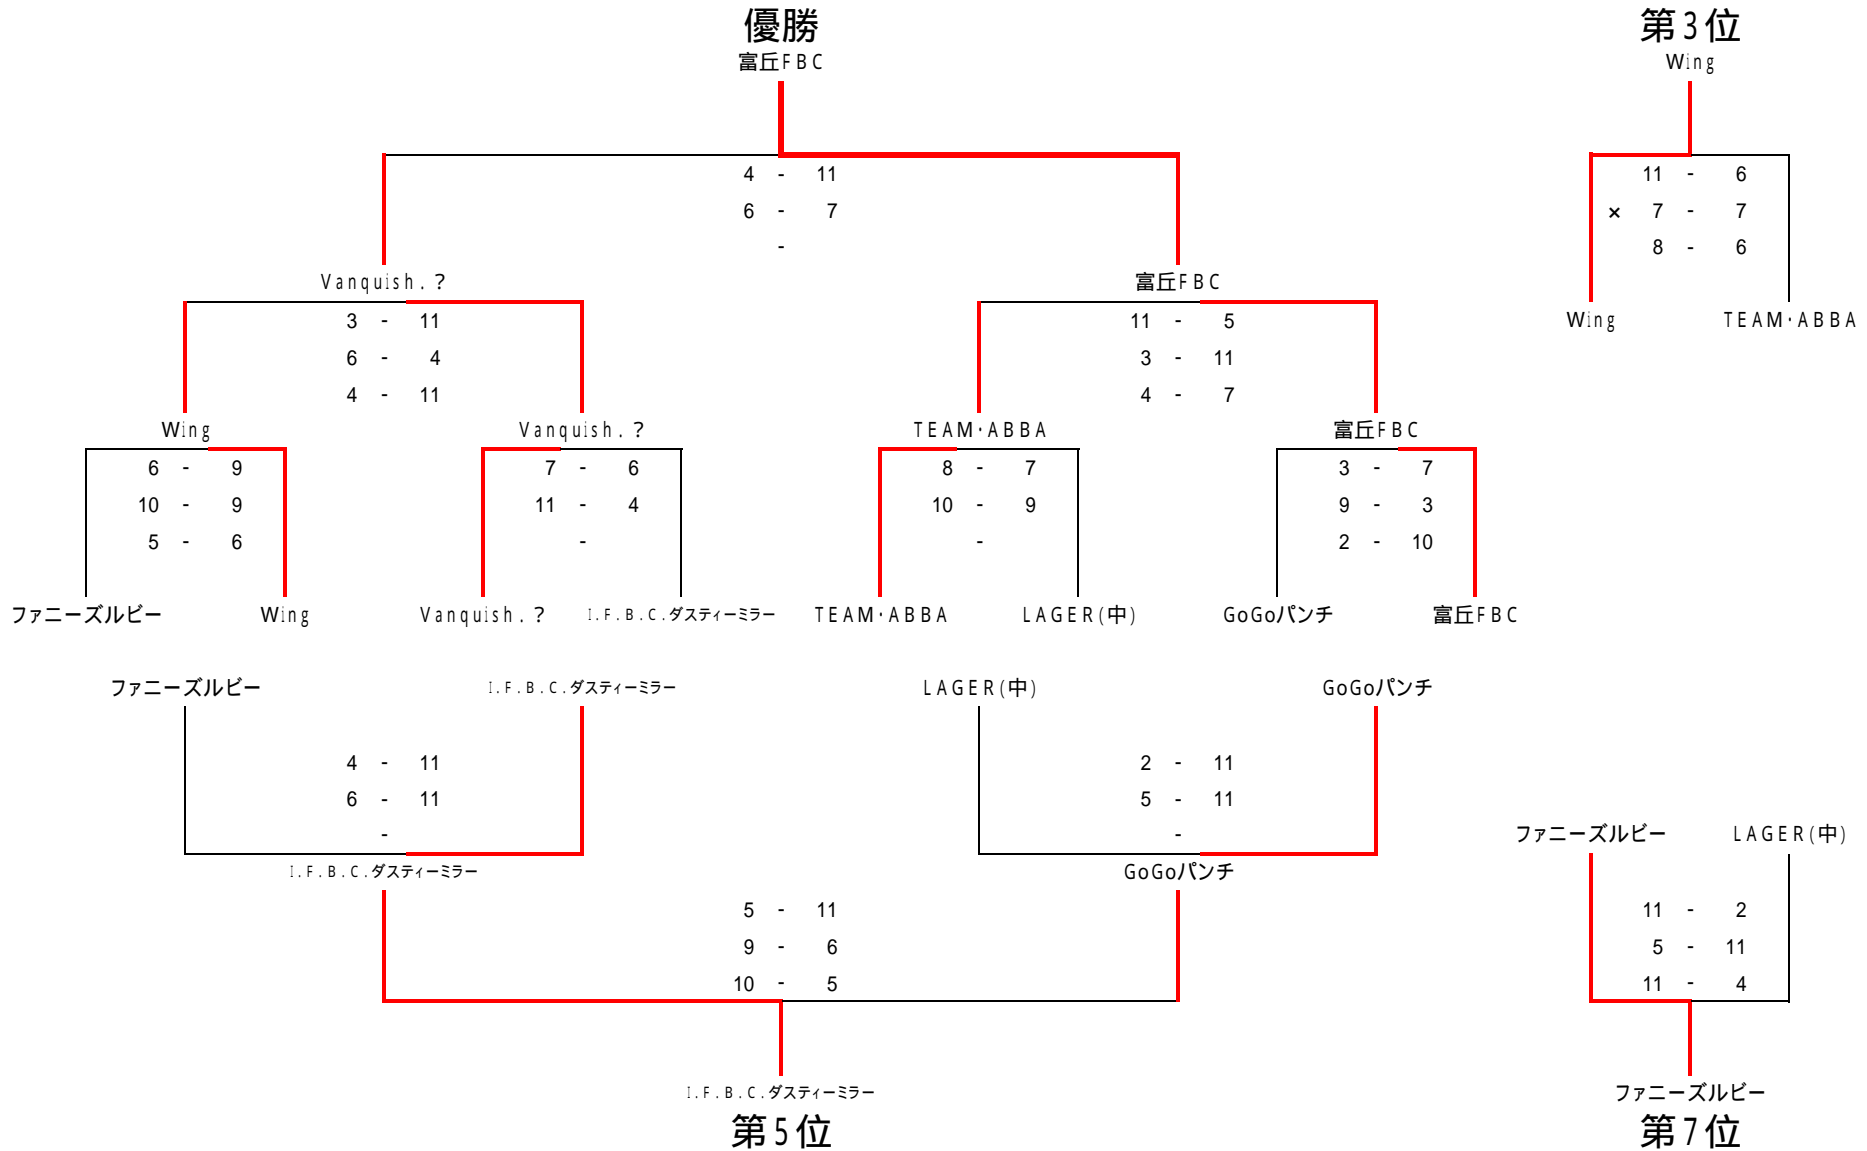 優勝 第3位
富丘FBC Wing
4 - 11 11 - 6
6 - 7 × 7 - 7
- 8 - 6
Vanquish.? 富丘FBC
3 - 11 11 - 5 Wing TEAM・ABBA
6 - 4 3 - 11
4 - 11 4 - 7
Wing Vanquish.? TEAM・ABBA 富丘FBC
6 - 9 7 - 6 8 - 7 3 - 7
10 - 9 11 - 4 10 - 9 9 - 3
5 - 6 - - 2 - 10
ファニーズルビー Wing Vanquish.? I.F.B.C.ダスティーミラー TEAM・ABBA LAGER(中) GoGoパンチ 富丘FBC
ファニーズルビー I.F.B.C.ダスティーミラー LAGER(中) GoGoパンチ
4 - 11 2 - 11
6 - 11 5 - 11
- - ファニーズルビー LAGER(中)
I.F.B.C.ダスティーミラー GoGoパンチ
5 - 11 11 - 2
9 - 6 5 - 11
10 - 5 11 - 4
I.F.B.C.ダスティーミラー ファニーズルビー
第5位 第7位